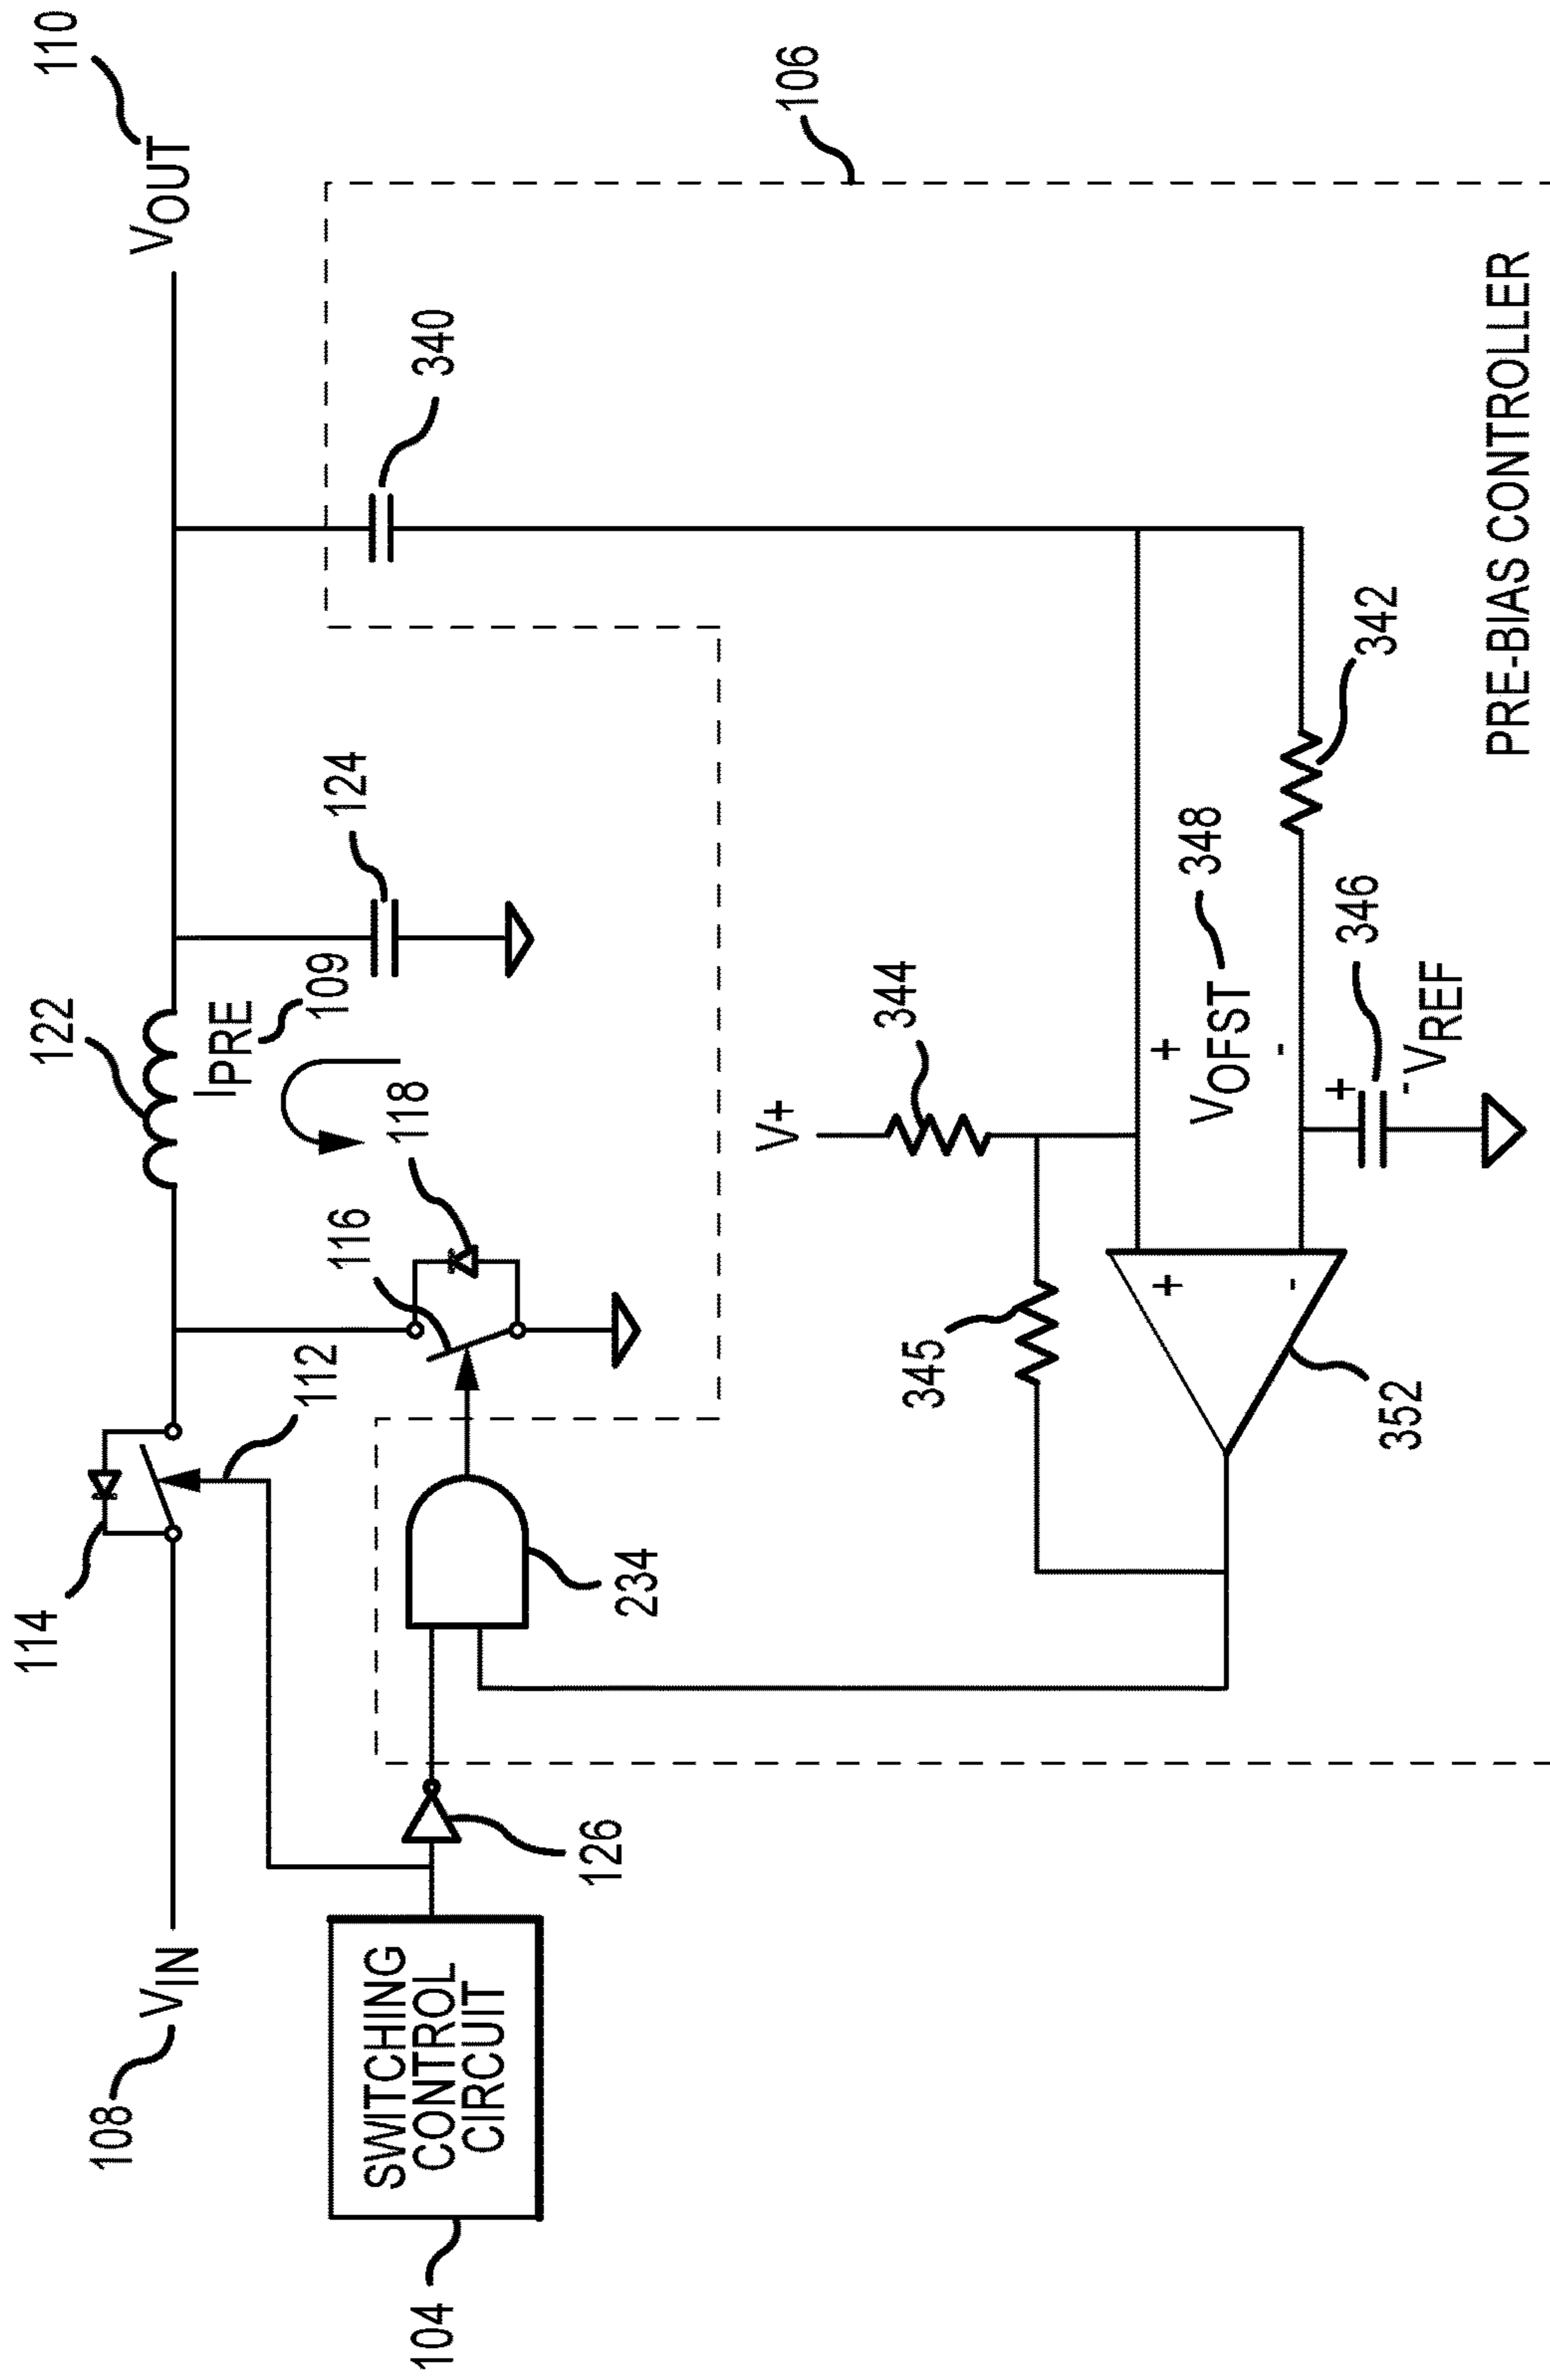 110
VOUT
106
340
122
IPRE
109
124
118
116
112
114
VIN
108
SWITCHING
CONTROL
CIRCUIT
104
126
234
V+
344
345
+
VOFST
-
348
342
+
-
352
346
+
-
VREF
PRE-BIAS CONTROLLER